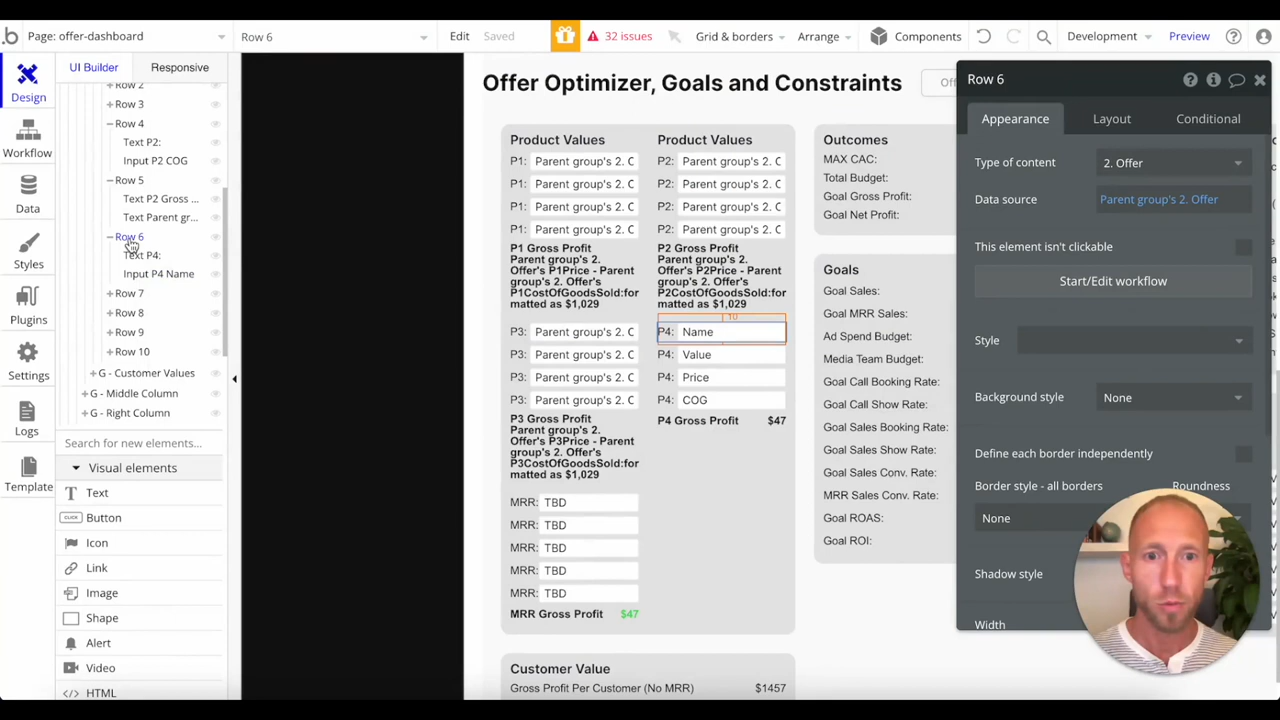 Page: offer-dashboard
Row 6
Edit
Saved
32 issues
Grid & borders
Arrange
Components
Development
Preview
Design
Workflow
Data
Styles
Plugins
Settings
Logs
Template
UI Builder
Responsive
Row 2
Row 3
Row 4
Text P2:
Input P2 COG
Row 5
Text P2 Gross ...
Text Parent gr...
Row 6
Text P4:
Input P4 Name
Row 7
Row 8
Row 9
Row 10
G - Customer Values
G - Middle Column
G - Right Column
Search for new elements...
Visual elements
Text
CLICK
Button
Icon
Link
Image
Shape
Alert
Video
HTML
Offer Optimizer, Goals and Constraints
Product Values
P1: Parent group's 2. C
P1: Parent group's 2. C
P1: Parent group's 2. C
P1: Parent group's 2. C
P1 Gross Profit
Parent group's 2.
Offer's P1Price - Parent
group's 2. Offer's
P1CostOfGoodsSold:for
matted as $1,029
P3: Parent group's 2. C
P3: Parent group's 2. C
P3: Parent group's 2. C
P3: Parent group's 2. C
P3 Gross Profit
Parent group's 2.
Offer's P3Price - Parent
group's 2. Offer's
P3CostOfGoodsSold:for
matted as $1,029
MRR: TBD
MRR: TBD
MRR: TBD
MRR: TBD
MRR: TBD
MRR Gross Profit $47
Product Values
P2: Parent group's 2. C
P2: Parent group's 2. C
P2: Parent group's 2. C
P2: Parent group's 2. C
P2 Gross Profit
Parent group's 2.
Offer's P2Price - Parent
group's 2. Offer's
P2CostOfGoodsSold:for
matted as $1,029
10
P4: Name
P4: Value
P4: Price
P4: COG
P4 Gross Profit $47
Customer Value
Gross Profit Per Customer (No MRR) $1457
Outcomes
MAX CAC:
Total Budget:
Goal Gross Profit:
Goal Net Profit:
Goals
Goal Sales:
Goal MRR Sales:
Ad Spend Budget:
Media Team Budget:
Goal Call Booking Rate:
Goal Call Show Rate:
Goal Sales Booking Rate:
Goal Sales Show Rate:
Goal Sales Conv. Rate:
MRR Sales Conv. Rate:
Goal ROAS:
Goal ROI:
Row 6
Appearance
Layout
Conditional
Type of content
2. Offer
Data source
Parent group's 2. Offer
This element isn't clickable
Start/Edit workflow
Style
Background style
None
Define each border independently
Border style - all borders
Roundness
None
Shadow style
Width